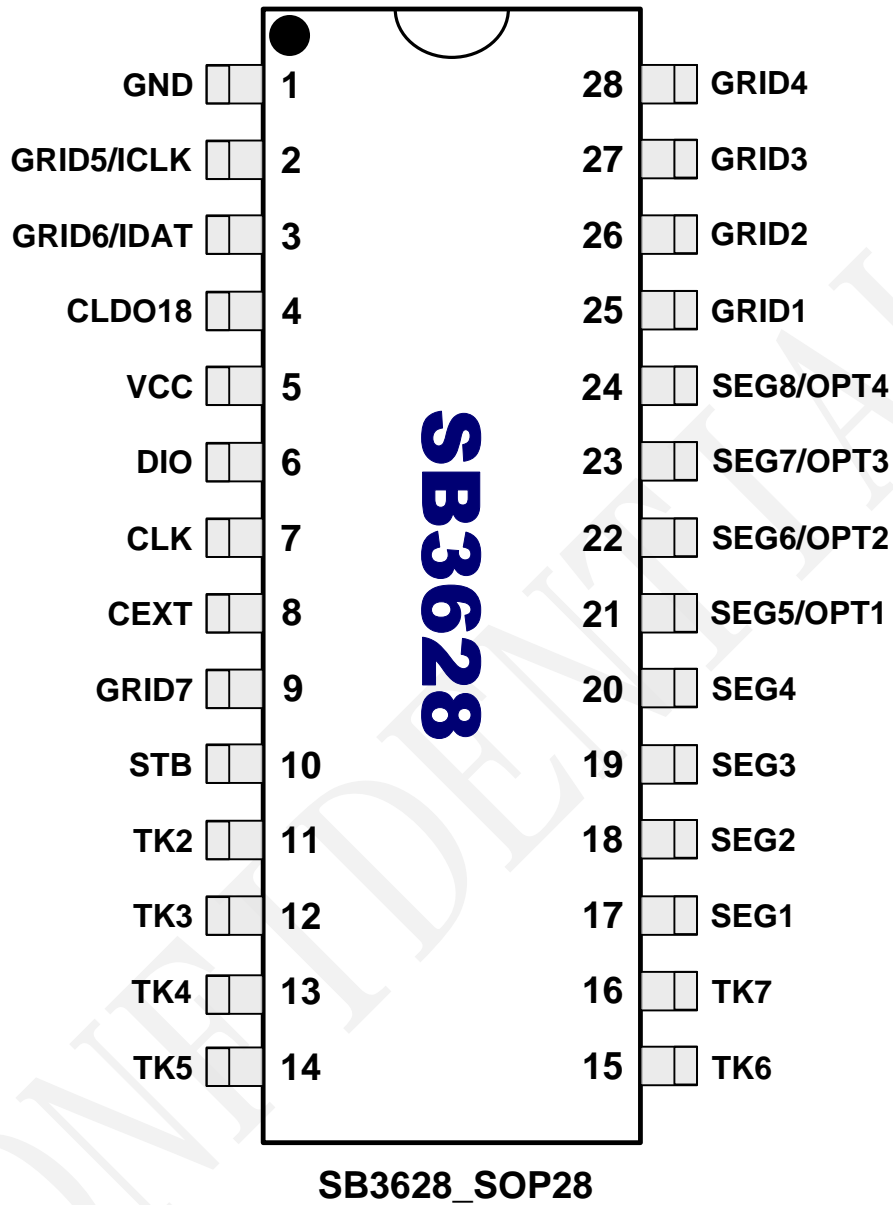 GND 1 28 GRID4
GRID5/ICLK 2 27 GRID3
GRID6/IDAT 3 26 GRID2
CLDO18 4 25 GRID1
VCC 5 24 SEG8/OPT4
DIO 6 23 SEG7/OPT3
CLK 7 22 SEG6/OPT2
CEXT 8 21 SEG5/OPT1
GRID7 9 20 SEG4
STB 10 19 SEG3
TK2 11 18 SEG2
TK3 12 17 SEG1
TK4 13 16 TK7
TK5 14 15 TK6
SB3628
SB3628_SOP28
ONFIDENTIA